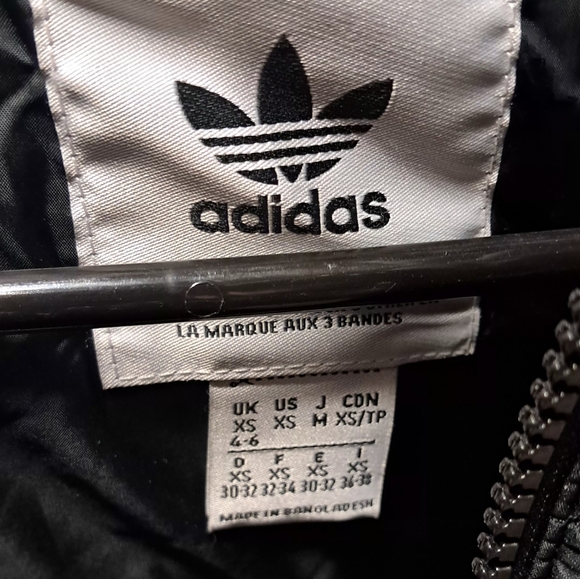 adidas
LA MARQUE AUX 3 BANDES
UK US J CDN
XS XS M XS/TP
4-6
D F E I
XS XS XS XS
30-32 32-34 30-32 36-38
MADE IN BANGLADESH